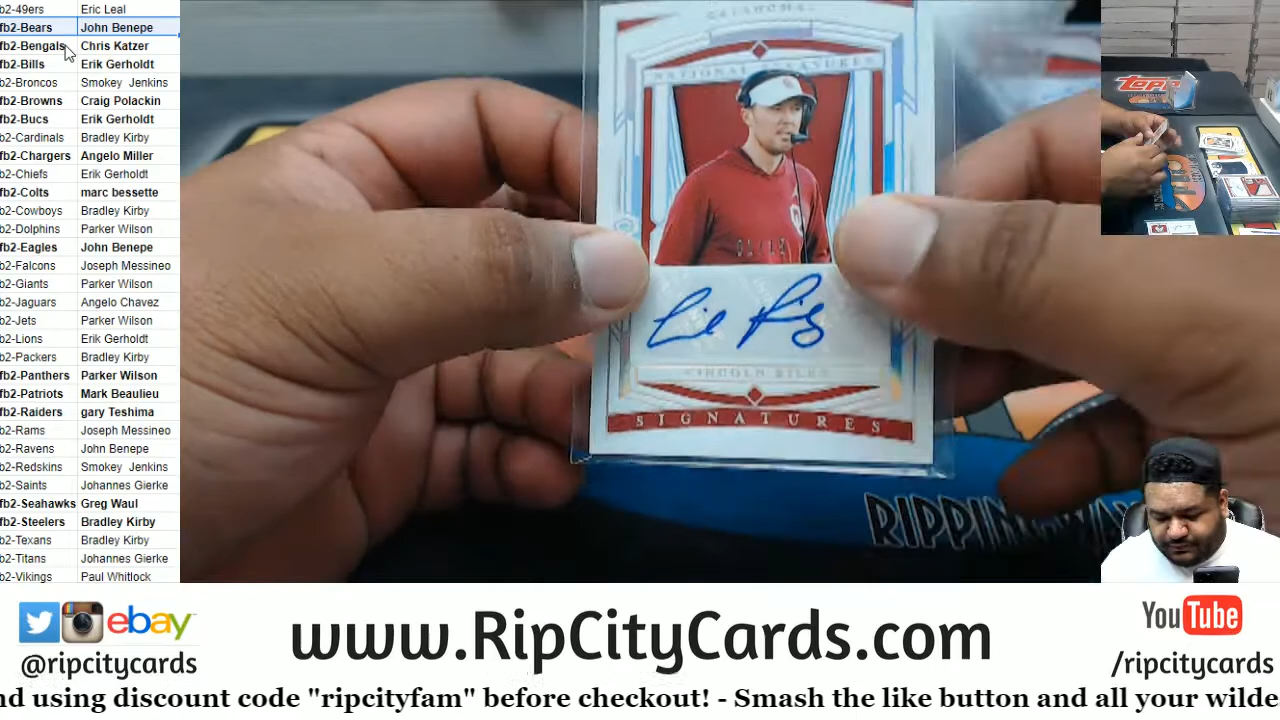 b2-49ers Eric Leal
fb2-Bears John Benepe
fb2-Bengals Chris Katzer
fb2-Bills Erik Gerholdt
b2-Broncos Smokey Jenkins
fb2-Browns Craig Polackin
fb2-Bucs Erik Gerholdt
b2-Cardinals Bradley Kirby
fb2-Chargers Angelo Miller
b2-Chiefs Erik Gerholdt
fb2-Colts marc bessette
b2-Cowboys Bradley Kirby
b2-Dolphins Parker Wilson
fb2-Eagles John Benepe
b2-Falcons Joseph Messineo
b2-Giants Parker Wilson
b2-Jaguars Angelo Chavez
b2-Jets Parker Wilson
b2-Lions Erik Gerholdt
b2-Packers Bradley Kirby
fb2-Panthers Parker Wilson
fb2-Patriots Mark Beaulieu
fb2-Raiders gary Teshima
b2-Rams Joseph Messineo
b2-Ravens John Benepe
b2-Redskins Smokey Jenkins
b2-Saints Johannes Gierke
fb2-Seahawks Greg Waul
fb2-Steelers Bradley Kirby
b2-Texans Bradley Kirby
b2-Titans Johannes Gierke
b2-Vikings Paul Whitlock
OKLAHOMA
NATIONAL TREASURES
LINCOLN RILEY
SIGNATURES
topps
ebay
@ripcitycards
www.RipCityCards.com
YouTube
/ripcitycards
nd using discount code "ripcityfam" before checkout! - Smash the like button and all your wilde